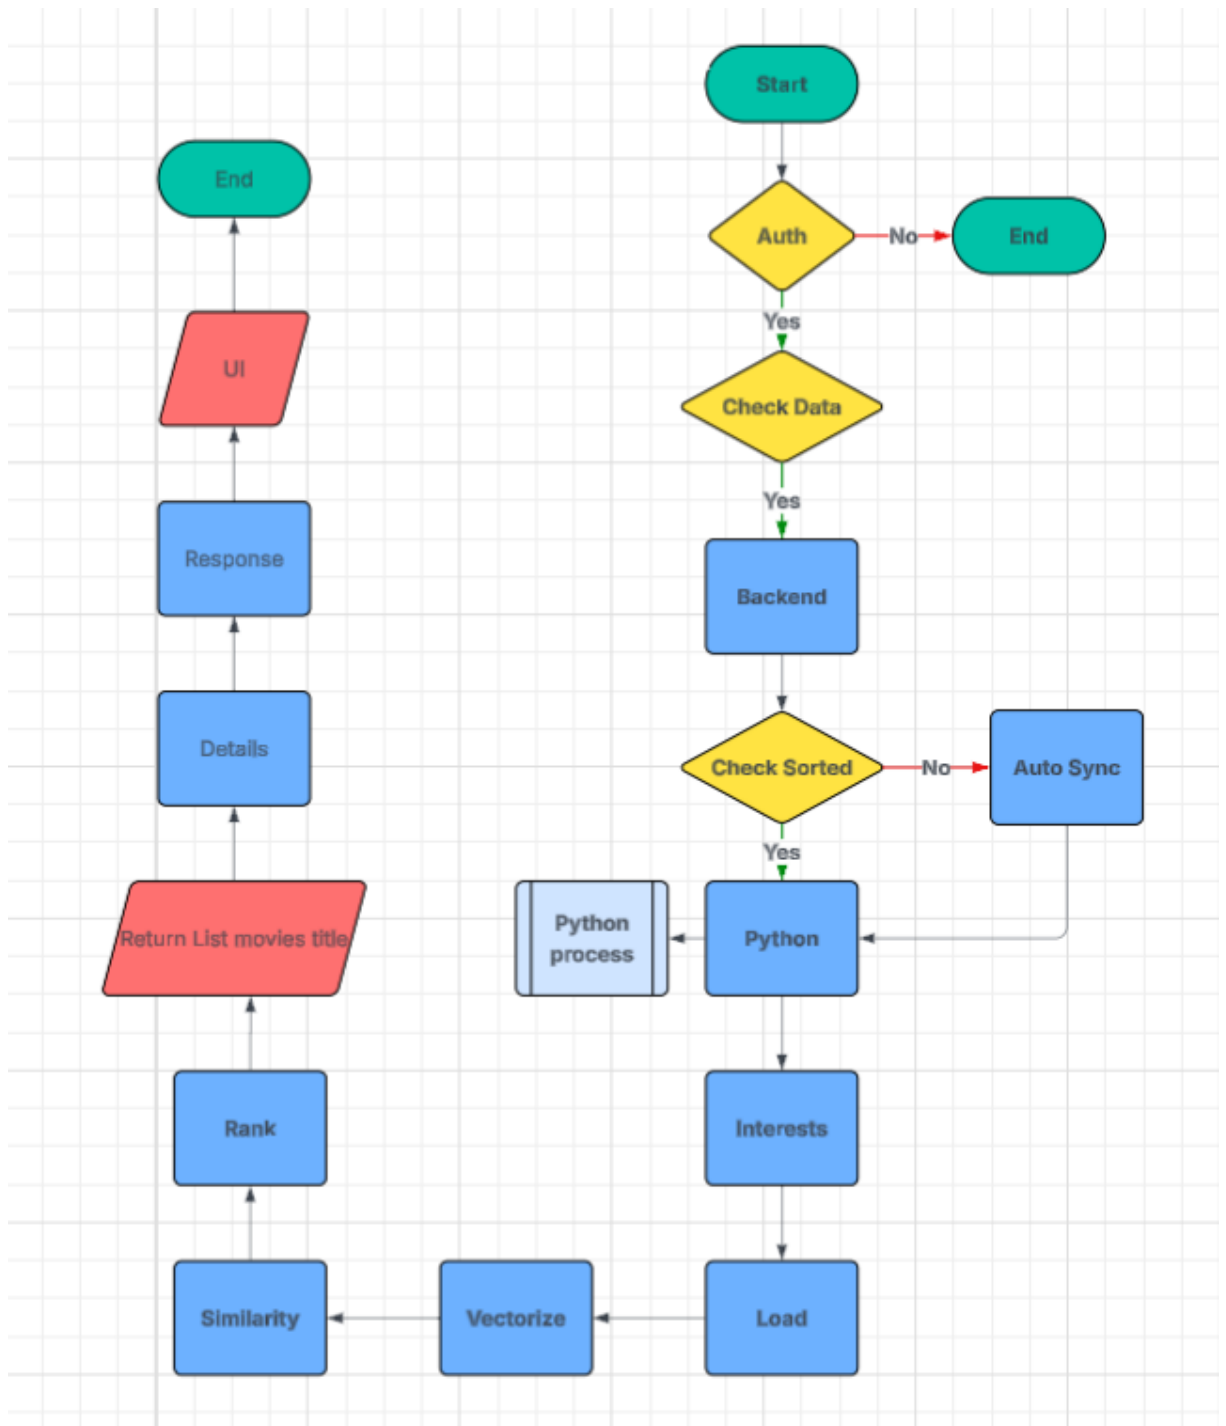 Start
Auth
No
End
Yes
Check Data
Yes
Backend
Check Sorted
No
Auto Sync
Yes
Python
Python
process
Interests
Load
Vectorize
Similarity
Rank
Return List movies title
Details
Response
UI
End